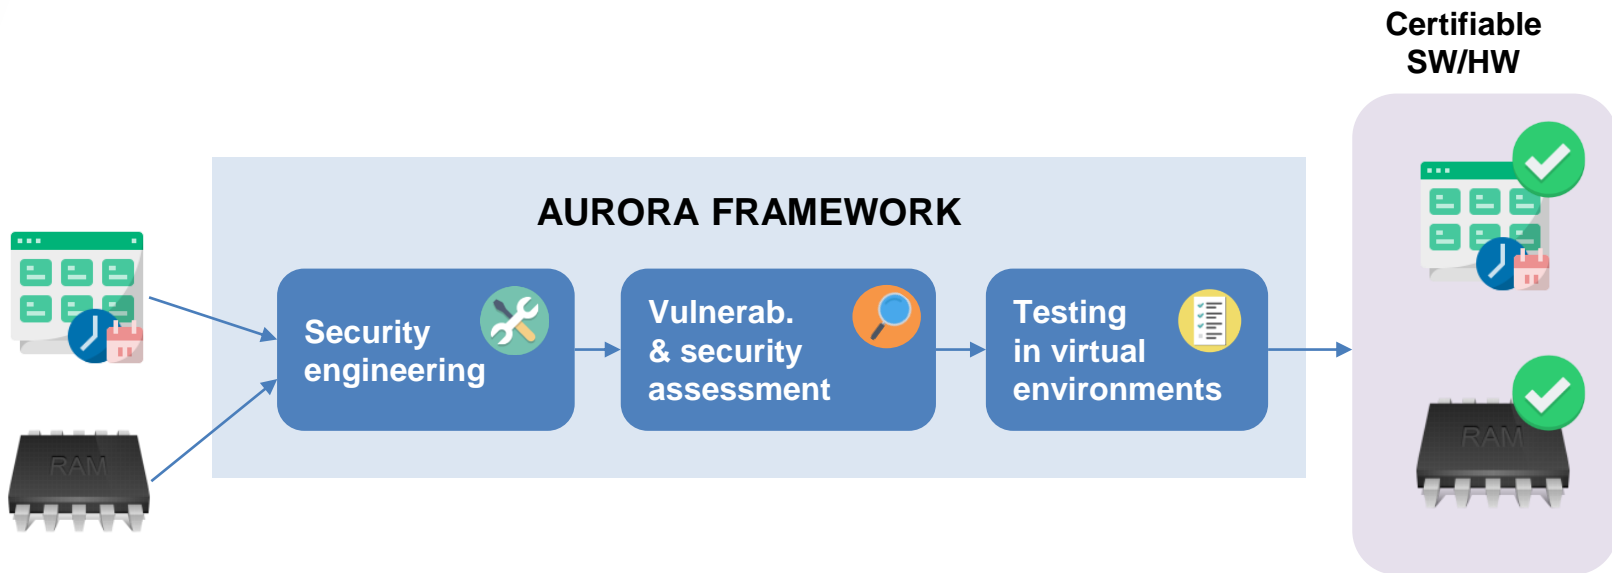 Certifiable
SW/HW
AURORA FRAMEWORK
Security
engineering
Vulnerab.
& security
assessment
Testing
in virtual
environments
RAM
RAM